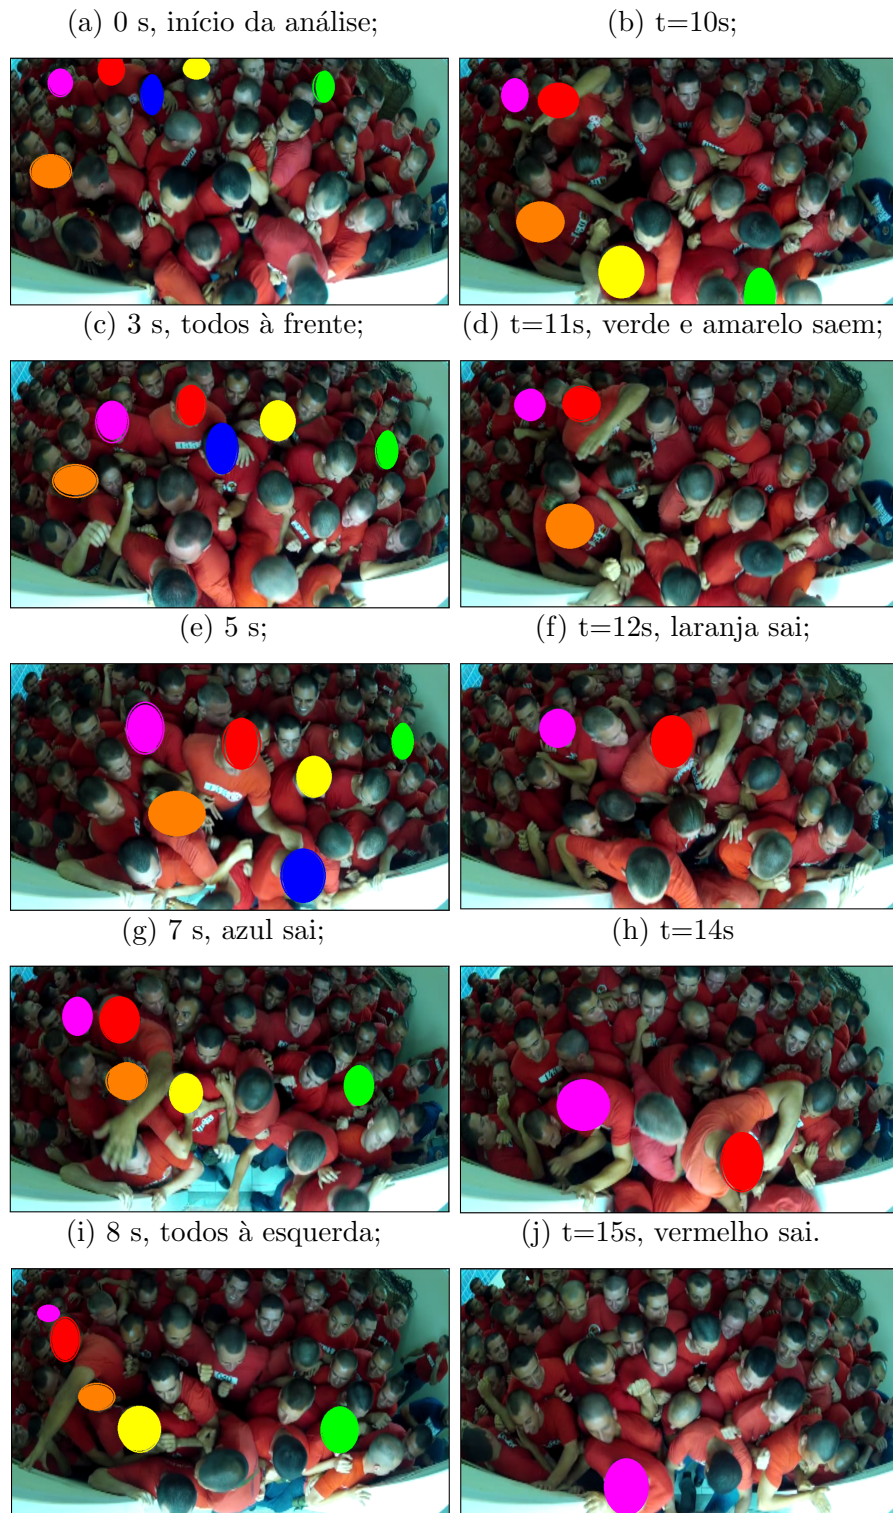 (a) 0 s, início da análise;
(b) t=10s;
(c) 3 s, todos à frente;
(d) t=11s, verde e amarelo saem;
(e) 5 s;
(f) t=12s, laranja sai;
(g) 7 s, azul sai;
(h) t=14s
(i) 8 s, todos à esquerda;
(j) t=15s, vermelho sai.